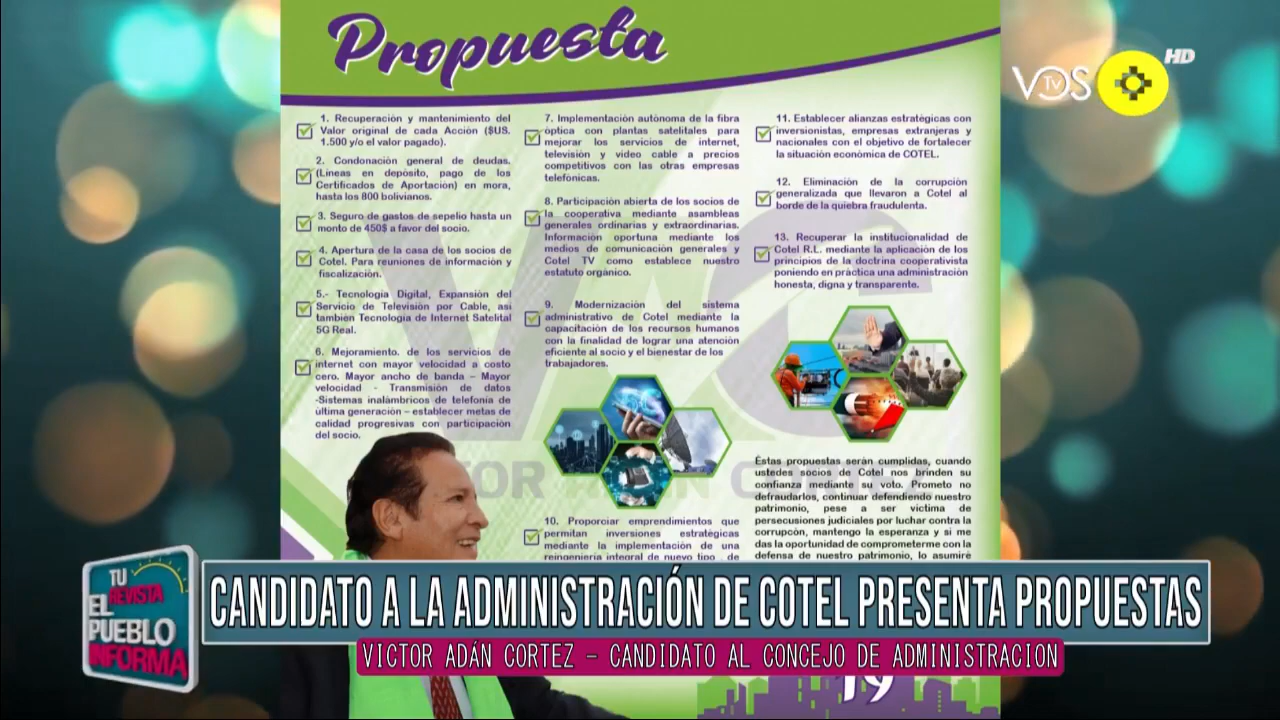 Propuesta
VOS
Tv
HD
1. Recuperación y mantenimiento del
Valor original de cada Acción ($US.
1.500 y/o el valor pagado).
2. Condonación general de deudas.
(Líneas en depósito, pago de los
Certificados de Aportación) en mora,
hasta los 800 bolivianos.
3. Seguro de gastos de sepelio hasta un
monto de 450$ a favor del socio.
4. Apertura de la casa de los socios de
Cotel. Para reuniones de información y
fiscalización.
5.- Tecnología Digital, Expansión del
Servicio de Televisión por Cable, así
también Tecnología de Internet Satelital
5G Real.
6. Mejoramiento. de los servicios de
internet con mayor velocidad a costo
cero. Mayor ancho de banda – Mayor
velocidad - Transmisión de datos
-Sistemas inalámbricos de telefonía de
última generación – establecer metas de
calidad progresivas con participación
del socio.
7. Implementación autónoma de la fibra
óptica con plantas satelitales para
mejorar los servicios de internet,
televisión y video cable a precios
competitivos con las otras empresas
telefónicas.
8. Participación abierta de los socios de
la cooperativa mediante asambleas
generales ordinarias y extraordinarias.
Información oportuna mediante los
medios de comunicación generales y
Cotel TV como establece nuestro
estatuto orgánico.
9. Modernización del sistema
administrativo de Cotel mediante la
capacitación de los recursos humanos
con la finalidad de lograr una atención
eficiente al socio y el bienestar de los
trabajadores.
10. Proporciar emprendimientos que
permitan inversiones estratégicas
mediante la implementación de una
reingeniería integral de nuevo tipo , de
11. Establecer alianzas estratégicas con
inversionistas, empresas extranjeras y
nacionales con el objetivo de fortalecer
la situación económica de COTEL.
12. Eliminación de la corrupción
generalizada que llevaron a Cotel al
borde de la quiebra fraudulenta.
13. Recuperar la institucionalidad de
Cotel R.L. mediante la aplicación de los
principios de la doctrina cooperativista
poniendo en práctica una administración
honesta, digna y transparente.
Éstas propuestas serán cumplidas, cuando
ustedes socios de Cotel nos brinden su
confianza mediante su voto. Prometo no
defraudarlos, continuar defendiendo nuestro
patrimonio, pese a ser víctima de
persecusiones judiciales por luchar contra la
corrupcón, mantengo la esperanza y si me
das la oportunidad de comprometerme con la
defensa de nuestro patrimonio, lo asumiré
TU
REVISTA
EL
PUEBLO
INFORMA
CANDIDATO A LA ADMINISTRACIÓN DE COTEL PRESENTA PROPUESTAS
VICTOR ADÁN CORTEZ – CANDIDATO AL CONCEJO DE ADMINISTRACION
19